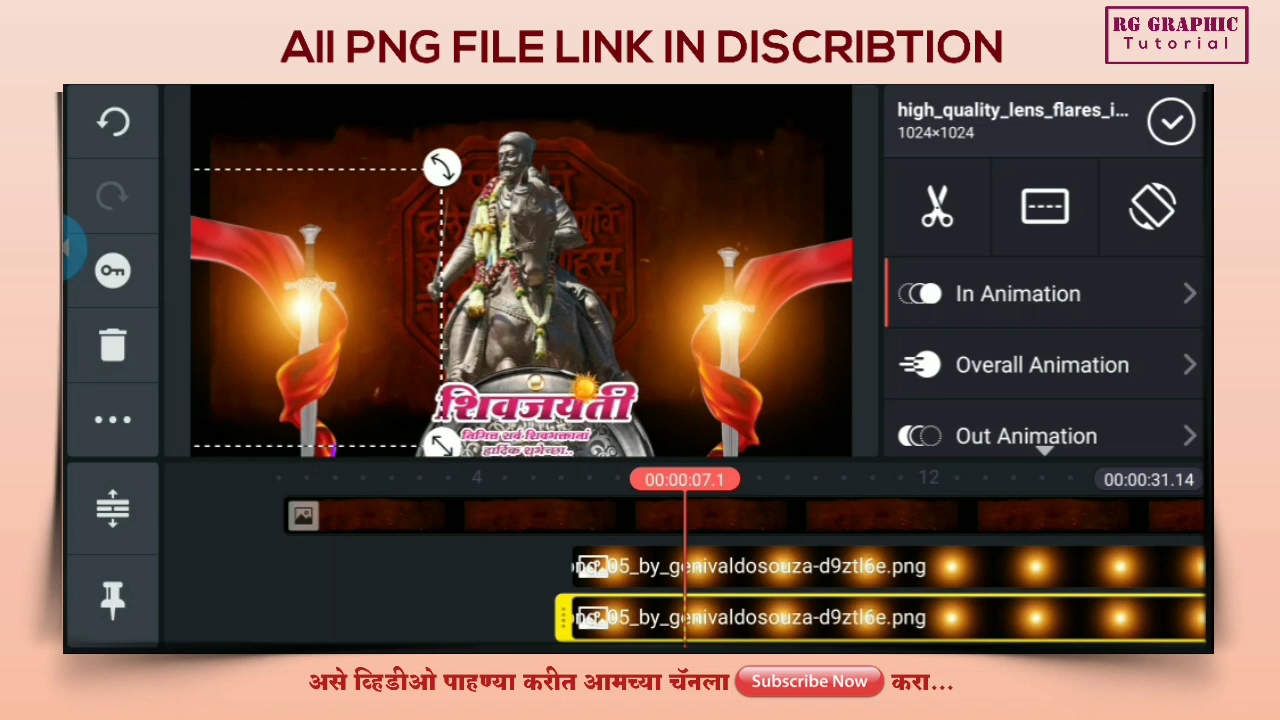 All PNG FILE LINK IN DISCRIBTION
RG GRAPHIC
Tutorial
high_quality_lens_flares_i...
1024×1024
In Animation
Overall Animation
Out Animation
शिवजयंती
निमित्त सर्व शिवभक्तांना
हार्दिक शुभेच्छा..
4
00:00:07.1
12
00:00:31.14
05_by_genivaldosouza-d9ztl6e.png
05_by_genivaldosouza-d9ztl6e.png
असे व्हिडीओ पाहण्या करीत आमच्या चॅनला Subscribe Now करा...